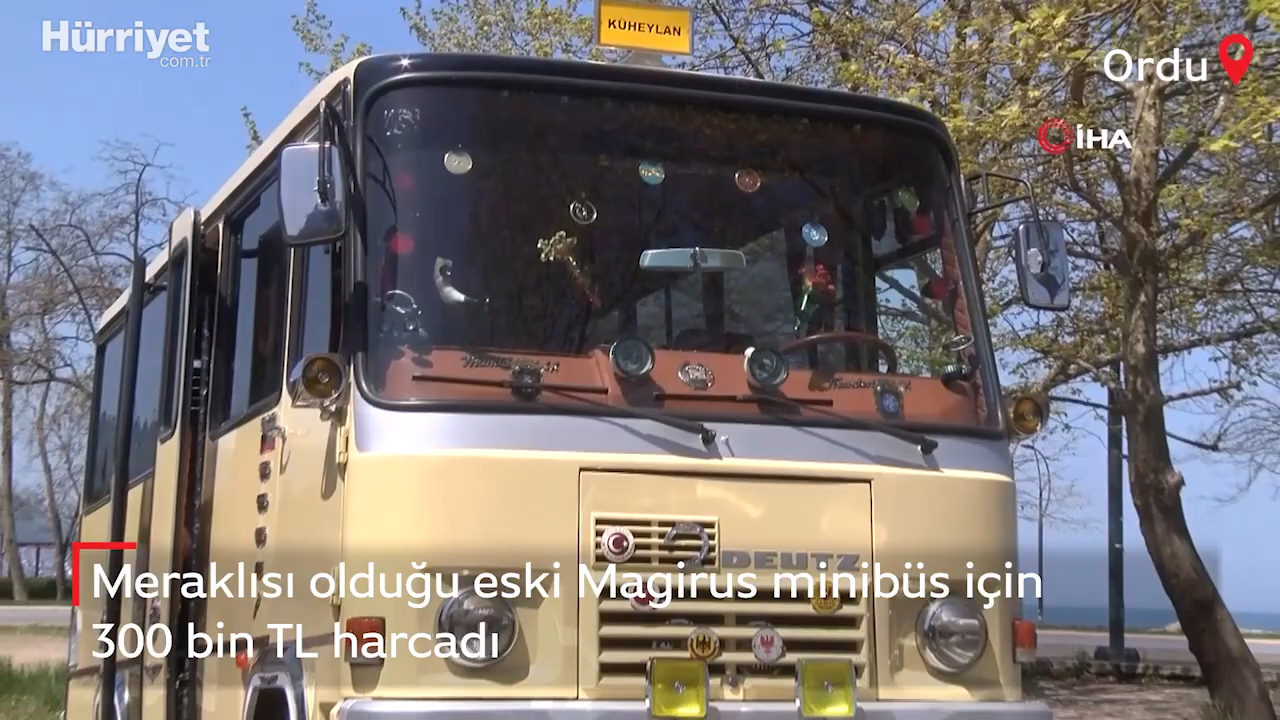 Hürriyet
com.tr
KÜHEYLAN
Ordu
İHA
DEUTZ
Meraklısı olduğu eski Magirus minibüs için
300 bin TL harcadı